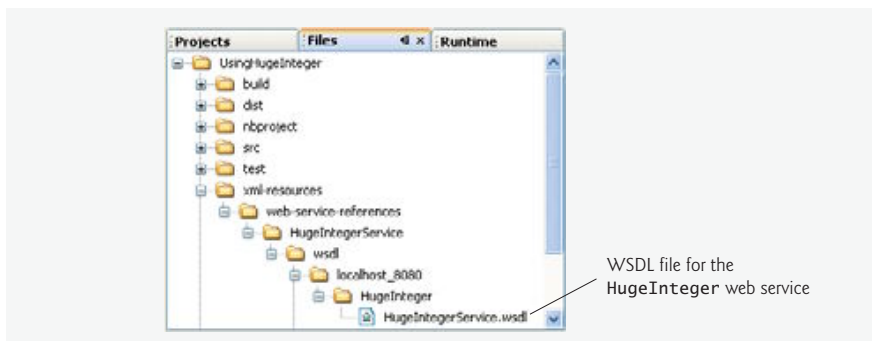 Projects Files Runtime
UsingHugeInteger
build
dist
nbproject
src
test
xml-resources
web-service-references
HugeIntegerService
wsdl
localhost_8080
HugeInteger
HugeIntegerService.wsdl
WSDL file for the
HugeInteger web service